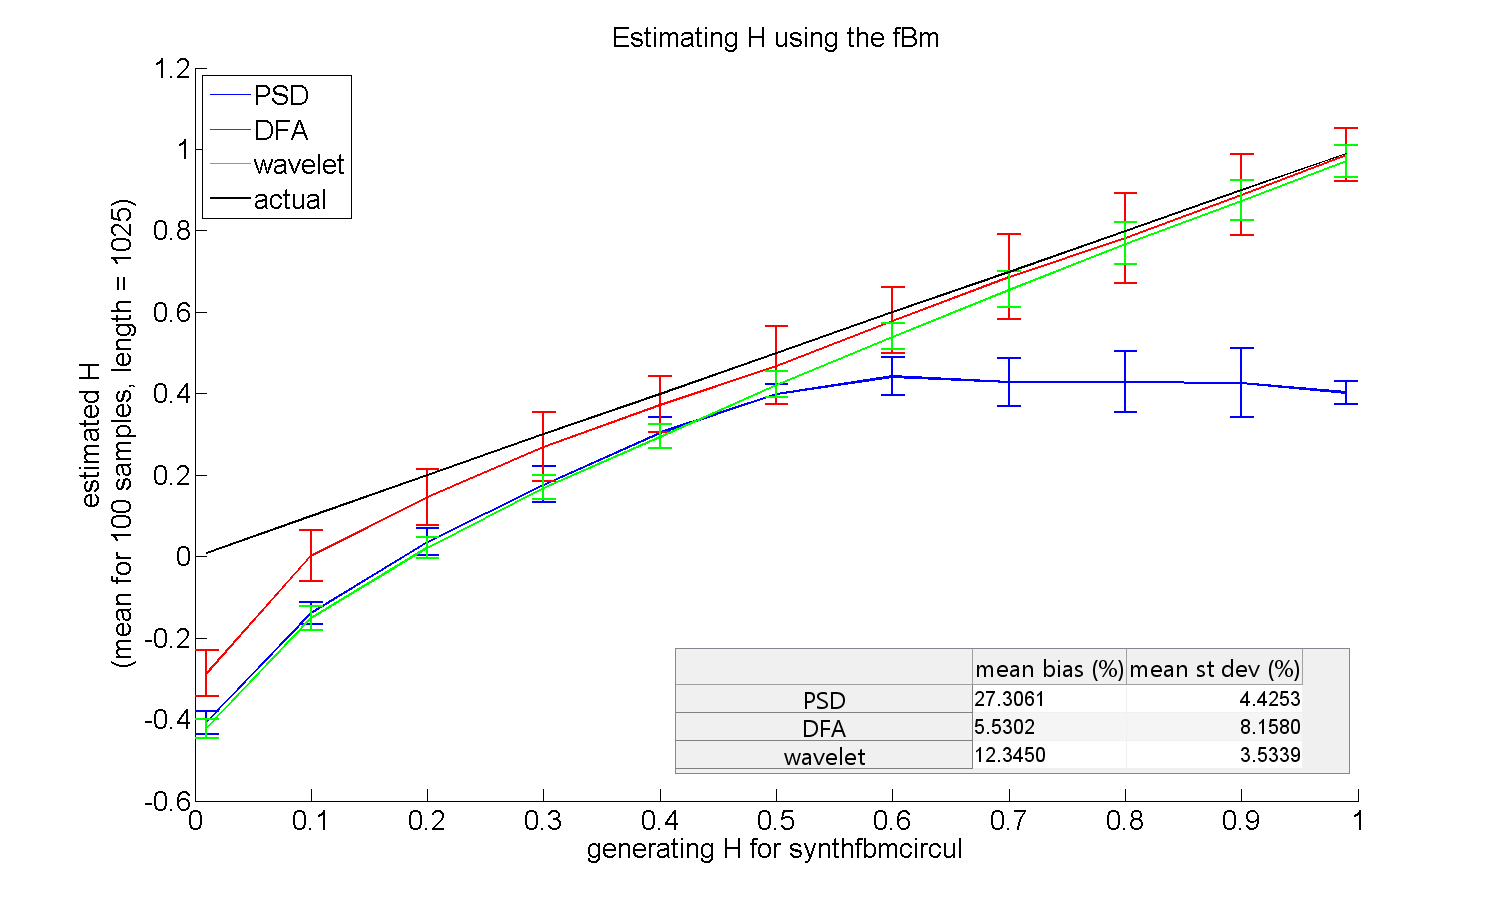 Estimating H using the fBm
1.2
1
0.8
0.6
0.4
0.2
0
-0.2
-0.4
-0.6
PSD
DFA
wavelet
actual
estimated H
(mean for 100 samples, length = 1025)
mean bias (%) mean st dev (%)
PSD 27.3061 4.4253
DFA 5.5302 8.1580
wavelet 12.3450 3.5339
0 0.1 0.2 0.3 0.4 0.5 0.6 0.7 0.8 0.9 1
generating H for synthfbmcircul